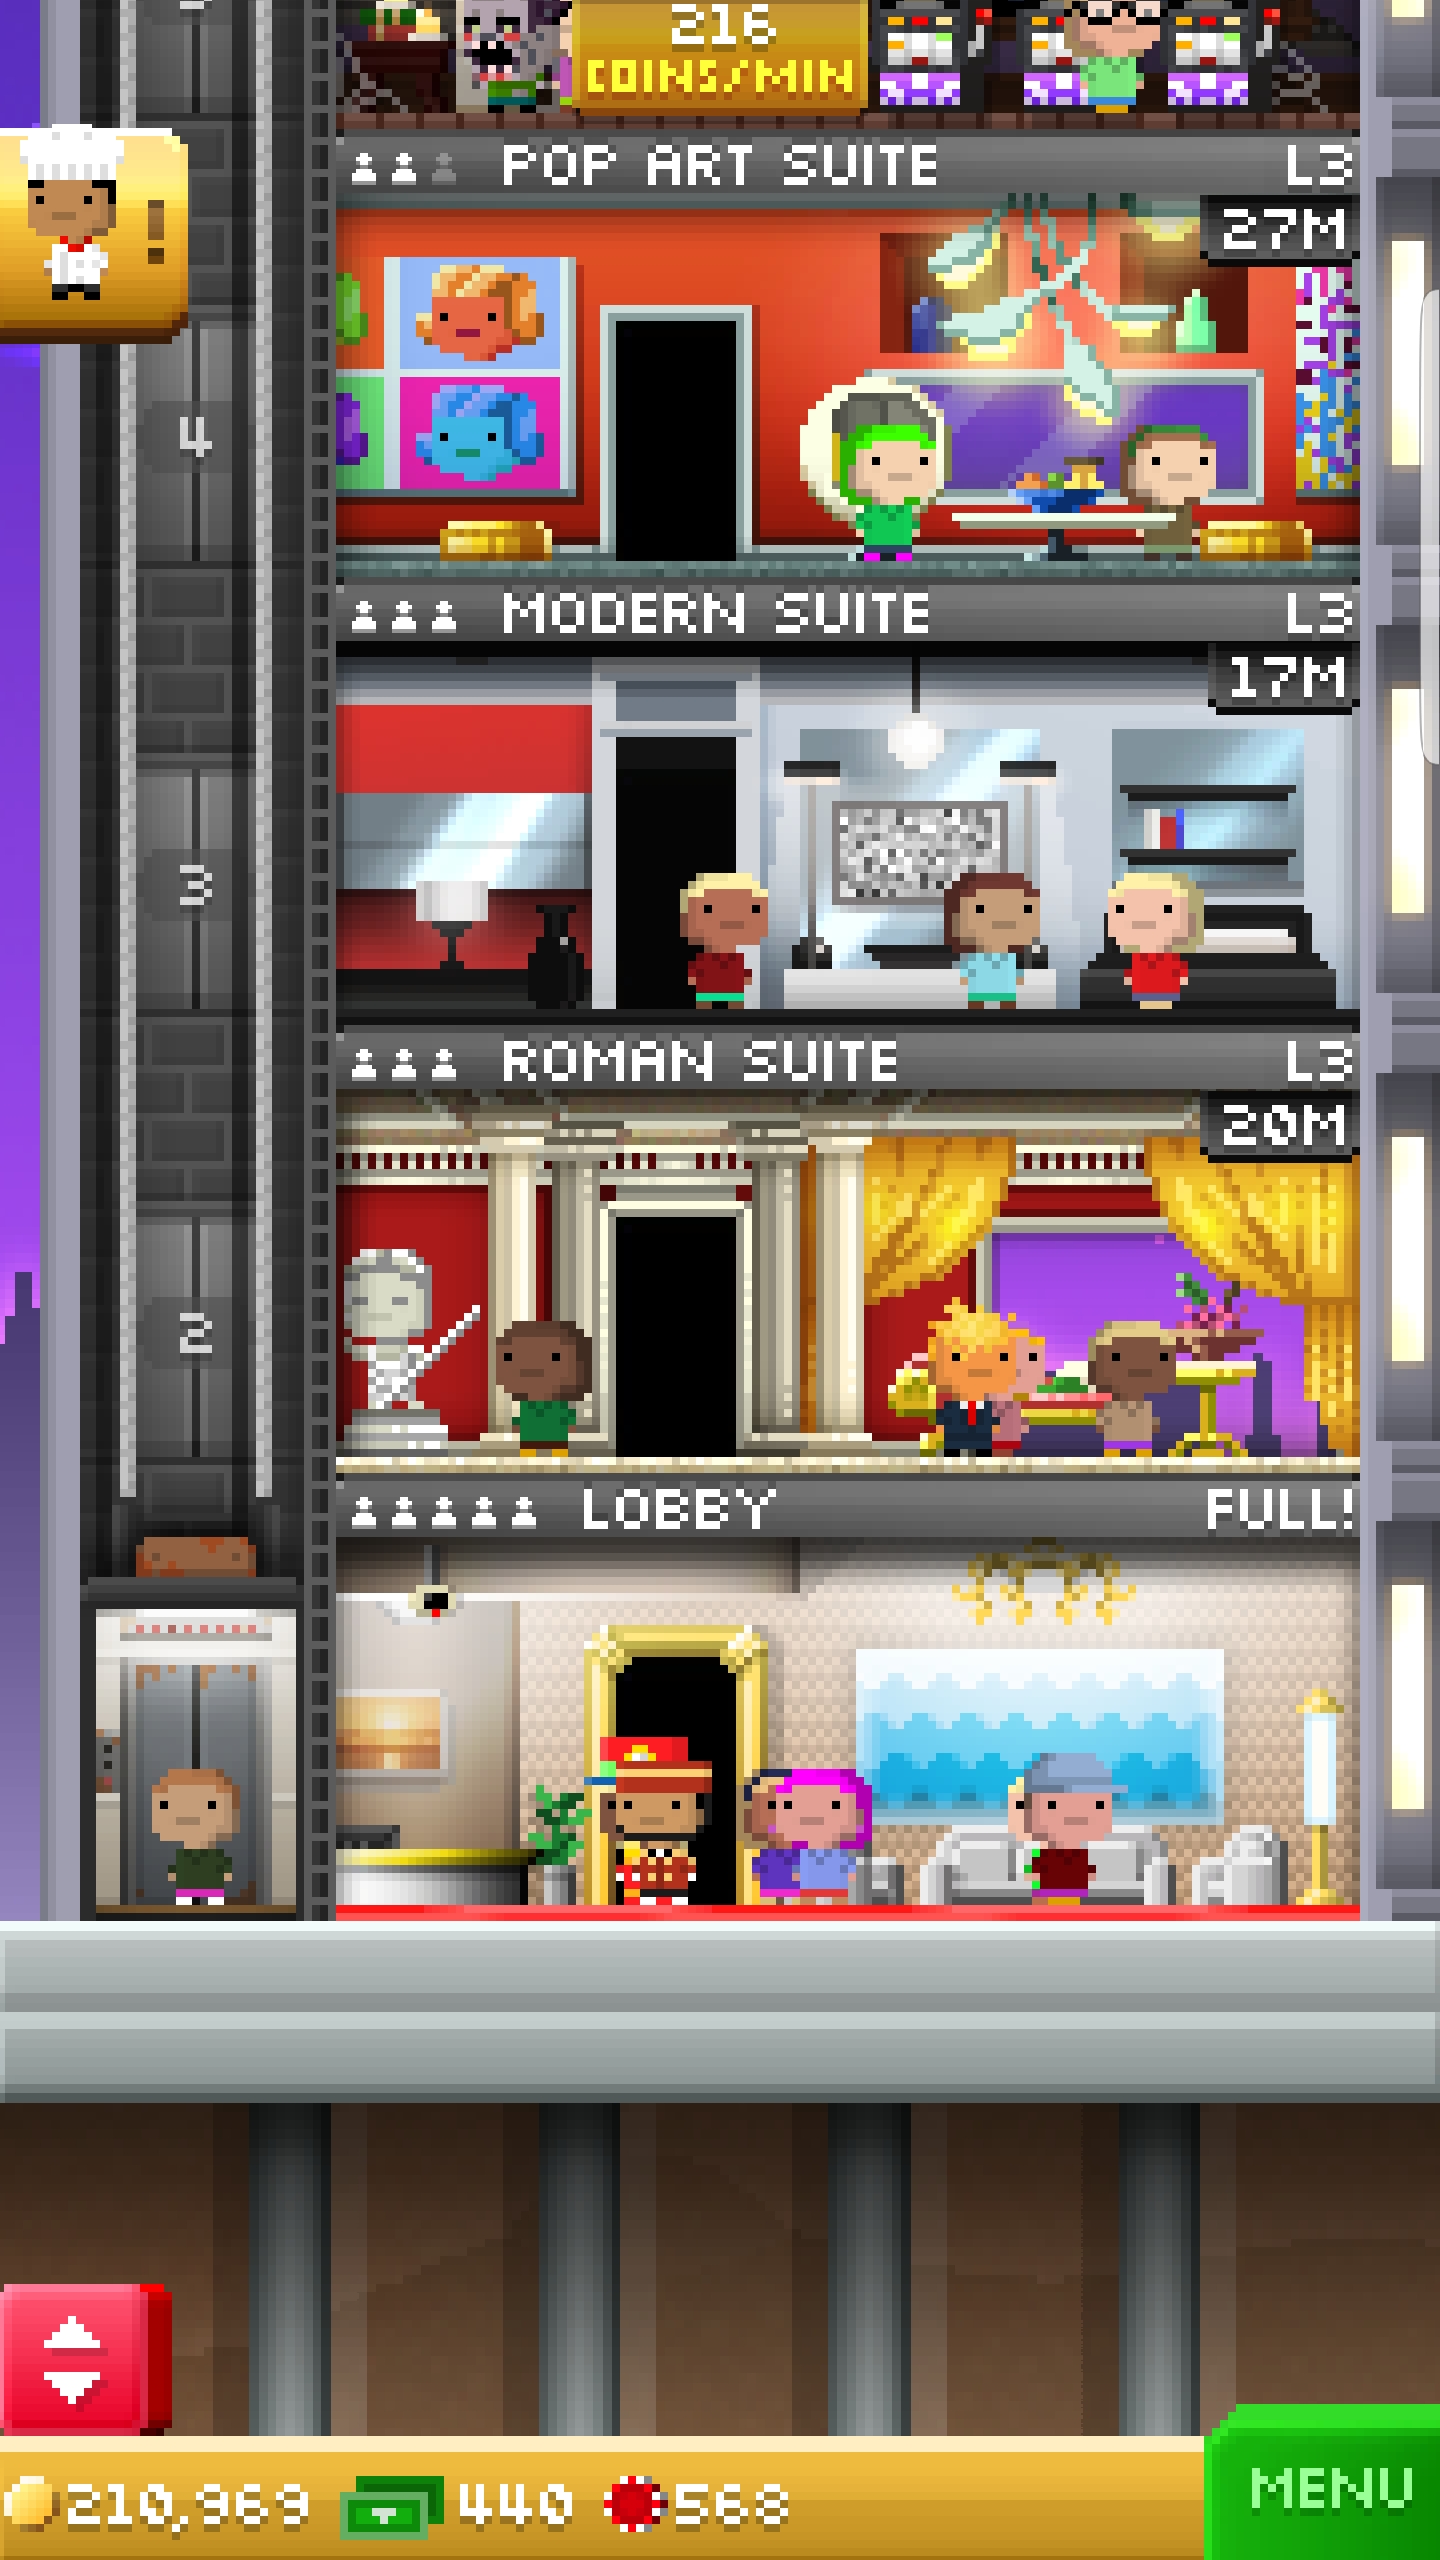 216
COINS/MIN
POP ART SUITE L3
27M
!
4
MODERN SUITE L3
17M
3
ROMAN SUITE L3
20M
2
LOBBY FULL!
210,969 440 568
MENU